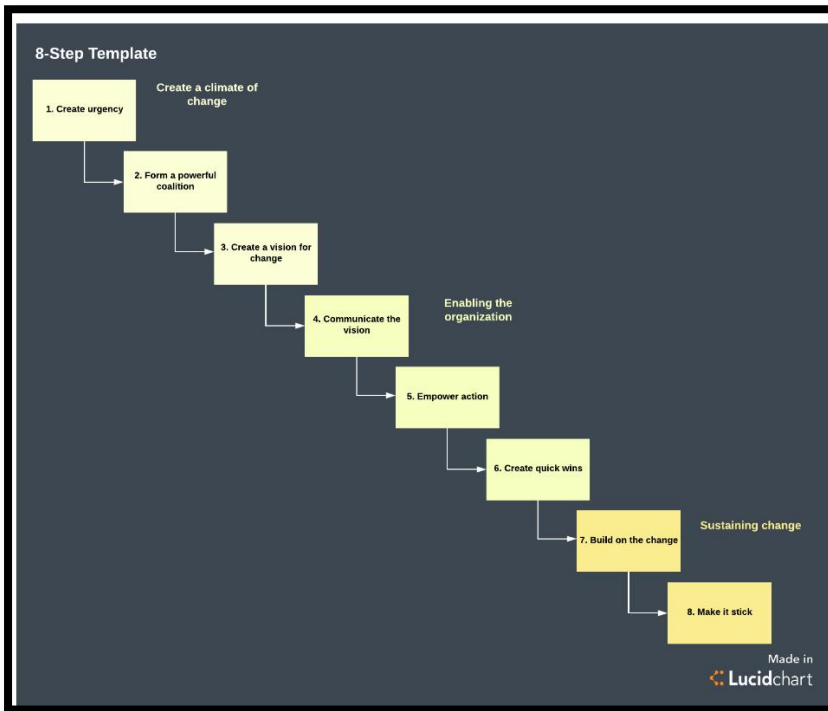 8-Step Template
Create a climate of
change
1. Create urgency
2. Form a powerful
coalition
3. Create a vision for
change
Enabling the
organization
4. Communicate the
vision
5. Empower action
6. Create quick wins
Sustaining change
7. Build on the change
8. Make it stick
Made in
Lucidchart